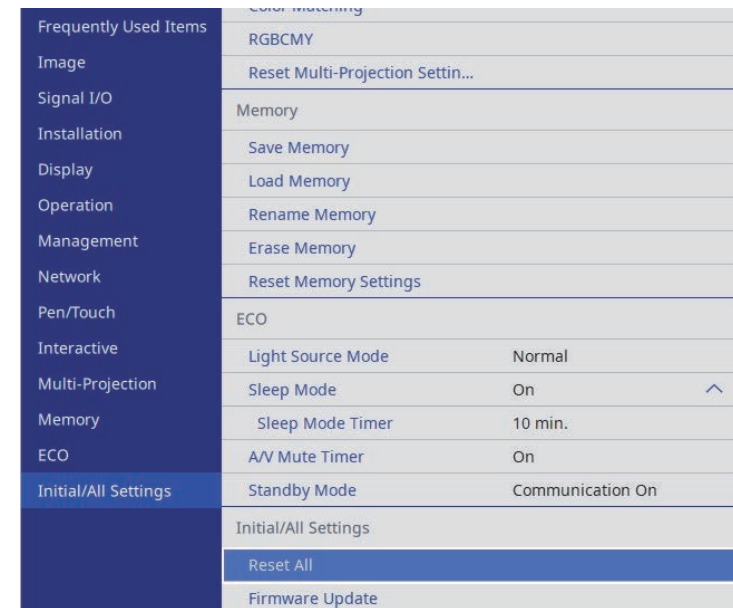 Frequently Used Items
Image
Signal I/O
Installation
Display
Operation
Management
Network
Pen/Touch
Interactive
Multi-Projection
Memory
ECO
Initial/All Settings
Color Matching
RGBCMY
Reset Multi-Projection Settin...
Memory
Save Memory
Load Memory
Rename Memory
Erase Memory
Reset Memory Settings
ECO
Light Source Mode Normal
Sleep Mode On
Sleep Mode Timer 10 min.
A/V Mute Timer On
Standby Mode Communication On
Initial/All Settings
Reset All
Firmware Update